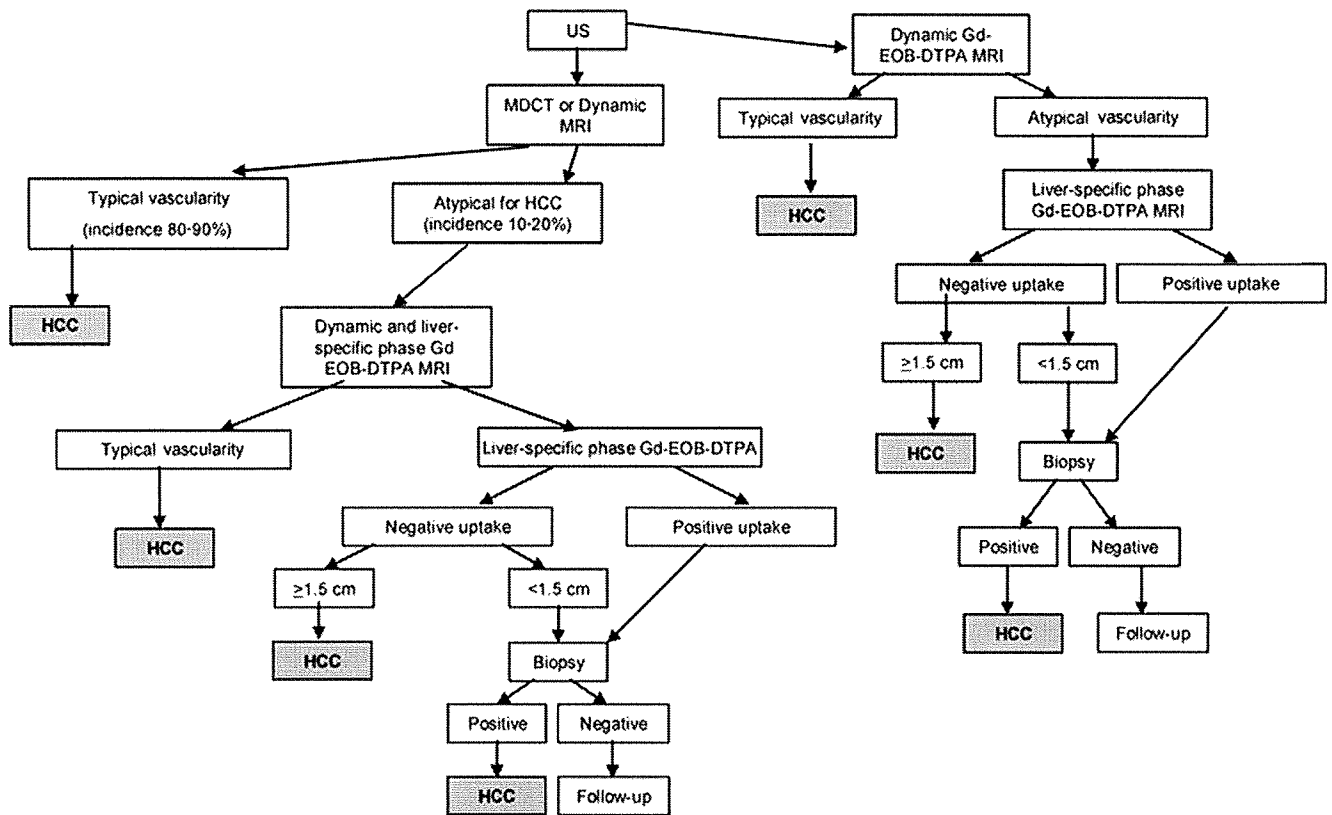 US
Dynamic Gd-
EOB-DTPA MRI
MDCT or Dynamic
MRI
Typical vascularity
Atypical vascularity
Typical vascularity
(incidence 80-90%)
Atypical for HCC
(incidence 10-20%)
HCC
Liver-specific phase
Gd-EOB-DTPA MRI
HCC
Negative uptake
Positive uptake
Dynamic and liver-
specific phase Gd
EOB-DTPA MRI
≥1.5 cm
<1.5 cm
Typical vascularity
Liver-specific phase Gd-EOB-DTPA
HCC
Biopsy
HCC
Negative uptake
Positive uptake
Positive
Negative
≥1.5 cm
<1.5 cm
HCC
Follow-up
HCC
Biopsy
Positive
Negative
HCC
Follow-up